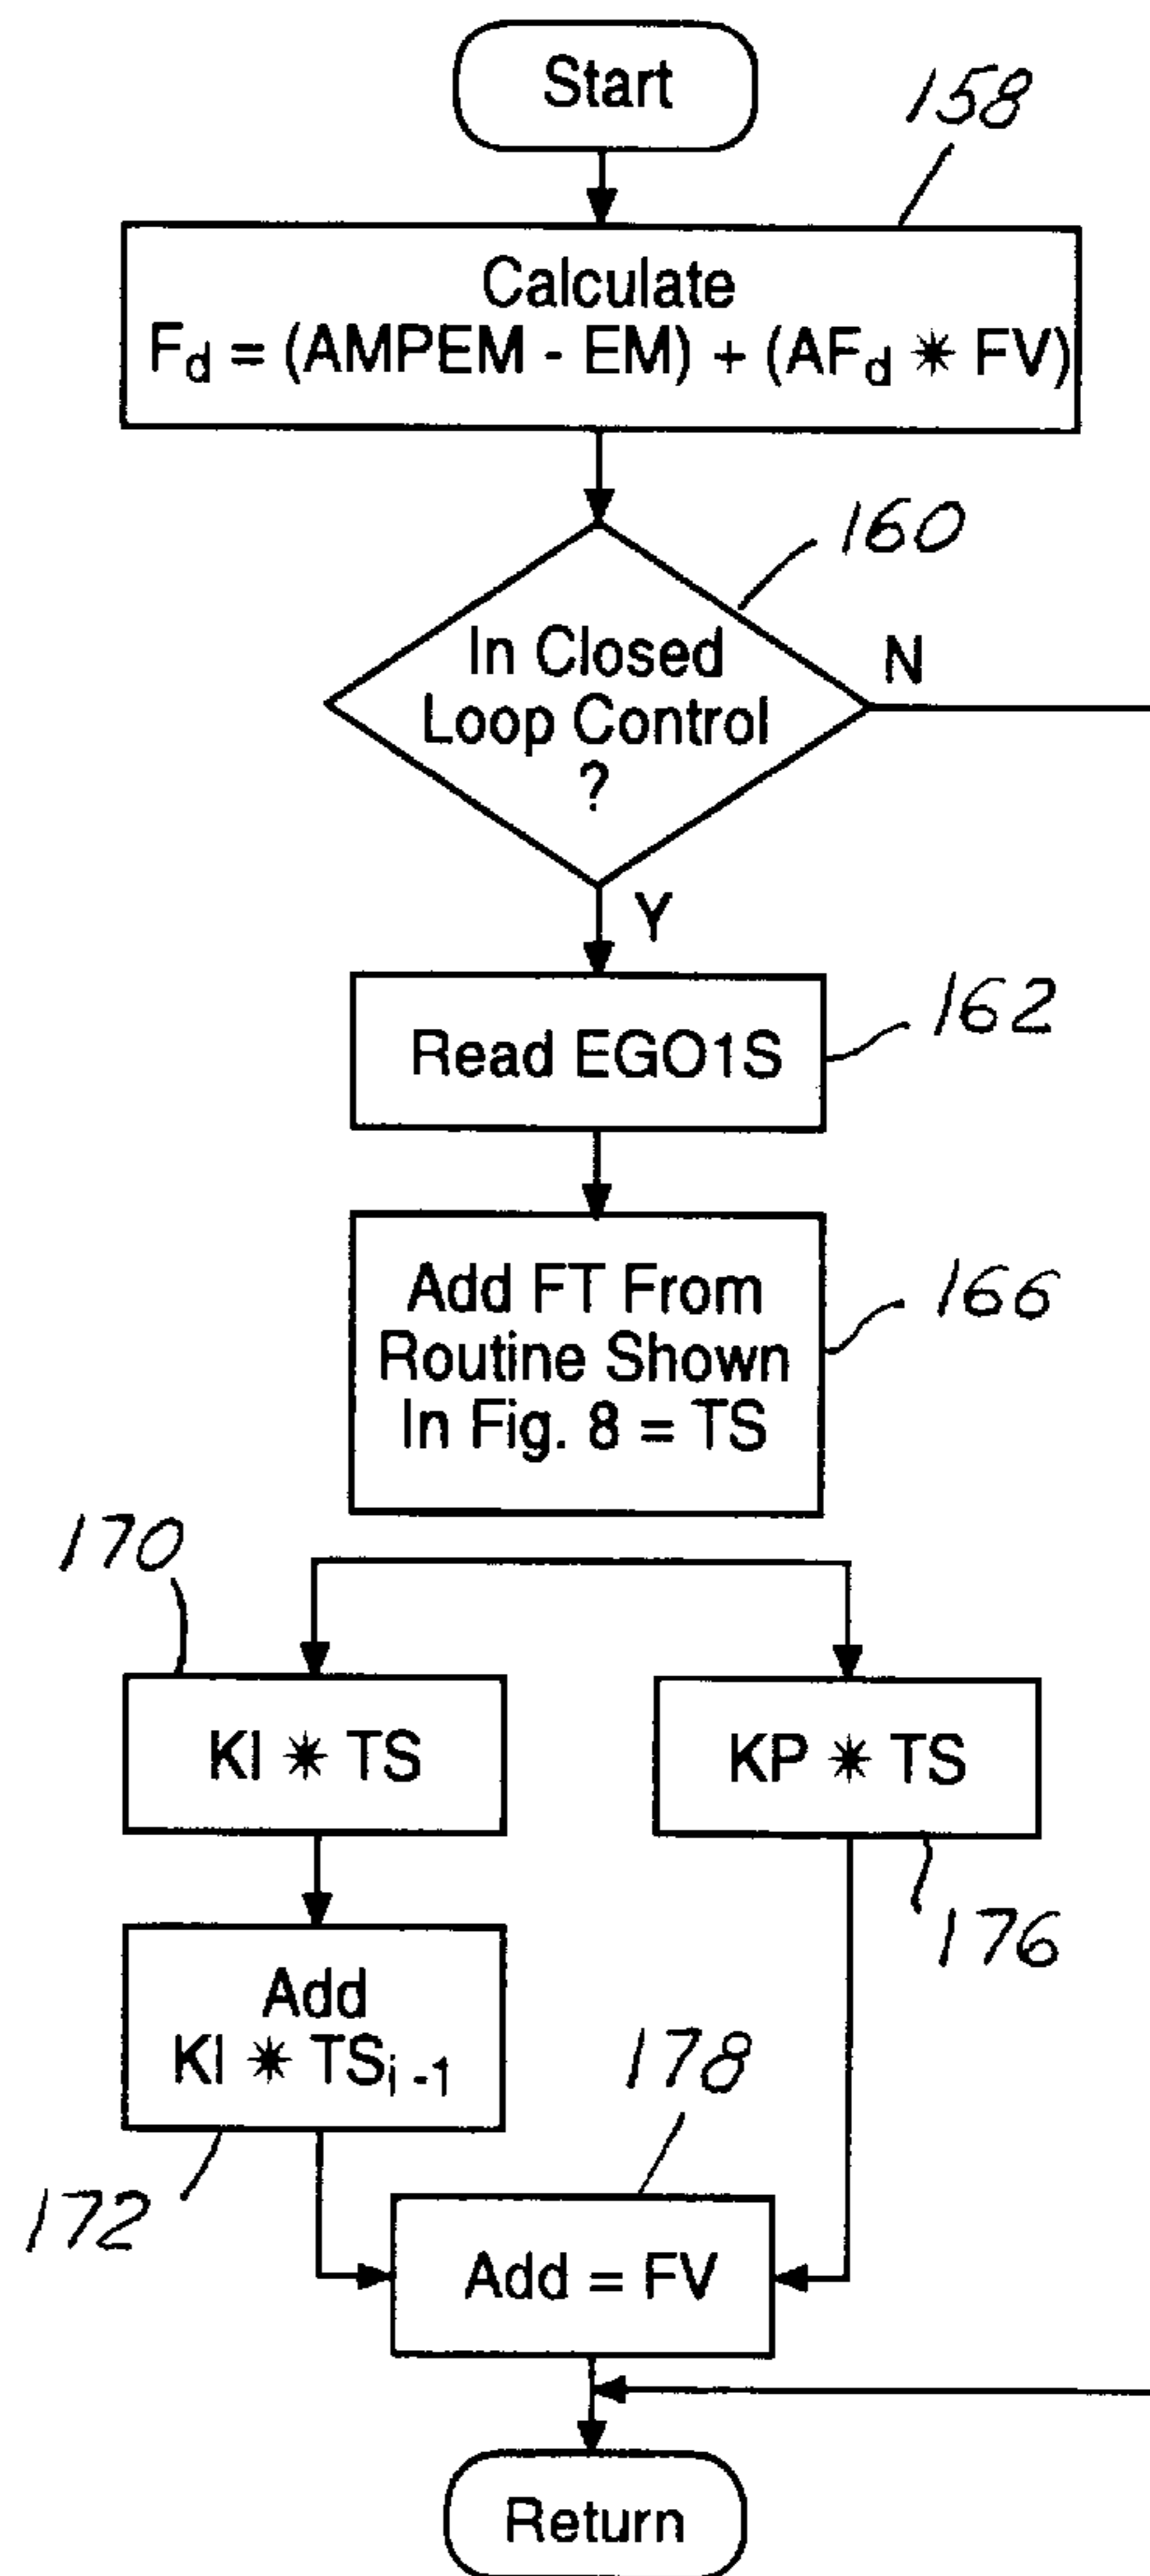 Start
158
Calculate
Fd = (AMPEM - EM) + (AFd ✷ FV)
160
In Closed
Loop Control
?
N
Y
Read EGO1S
162
Add FT From
Routine Shown
In Fig. 8 = TS
166
170
KI ✷ TS
KP ✷ TS
176
Add
KI ✷ TSi -1
172
178
Add = FV
Return